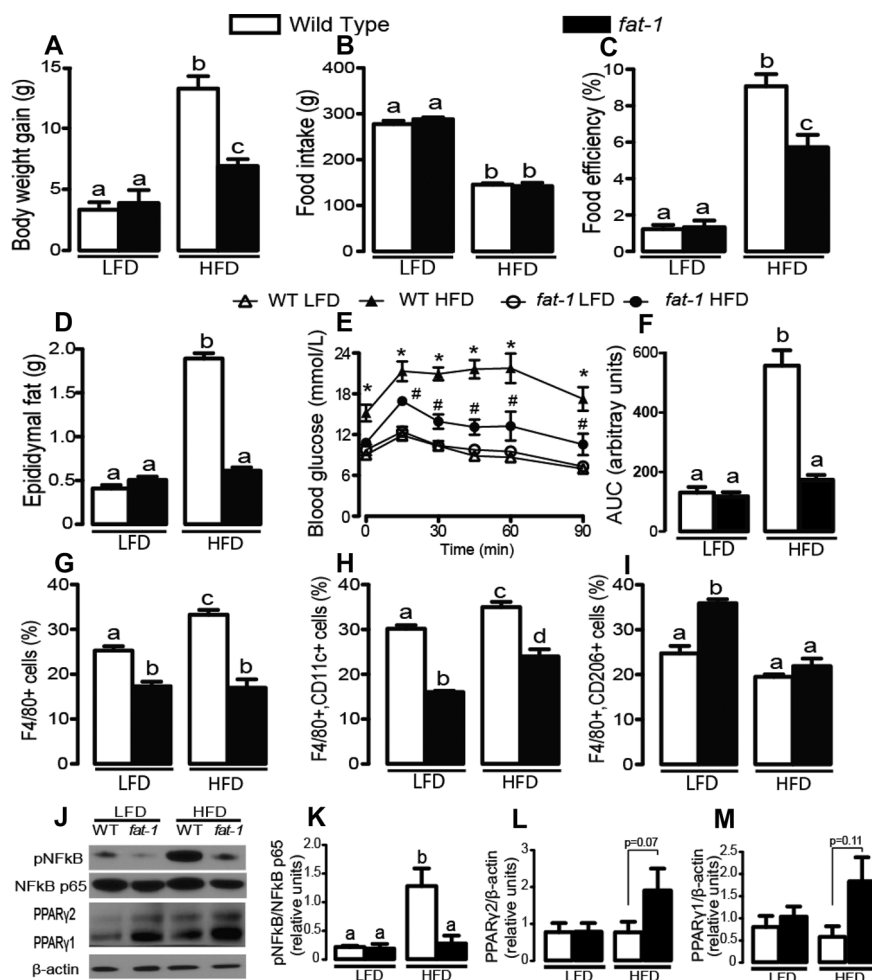 Wild Type fat-1
A B C
Body weight gain (g)
15
10
5
0
a a b c
LFD HFD
Food intake (g)
400
300
200
100
0
a a b b
LFD HFD
Food efficiency (%)
10
8
6
4
2
0
a a b c
LFD HFD
WT LFD WT HFD fat-1 LFD fat-1 HFD
D E F
Epididymal fat (g)
2.0
1.5
1.0
0.5
0.0
a a b a
LFD HFD
Blood glucose (mmol/L)
24
18
12
6
0
* * * * * *
# # # # #
0 30 60 90
Time (min)
AUC (arbitray units)
600
400
200
0
a a b a
LFD HFD
G H I
F4/80+ cells (%)
40
30
20
10
0
a b c b
LFD HFD
F4/80+,CD11c+ cells (%)
40
30
20
10
0
a b c d
LFD HFD
F4/80+,CD206+ cells (%)
40
30
20
10
0
a b a a
LFD HFD
J K L M
LFD HFD
WT fat-1 WT fat-1
pNFkB
NFkB p65
PPARγ2
PPARγ1
β-actin
pNFkB/NFkB p65
(relative units)
2.0
1.5
1.0
0.5
0
a a b a
LFD HFD
PPARγ2/β-actin
(relative units)
3
2
1
0
p=0.07
LFD HFD
PPARγ1/β-actin
(relative units)
2.5
2.0
1.5
1.0
0.5
0
p=0.11
LFD HFD